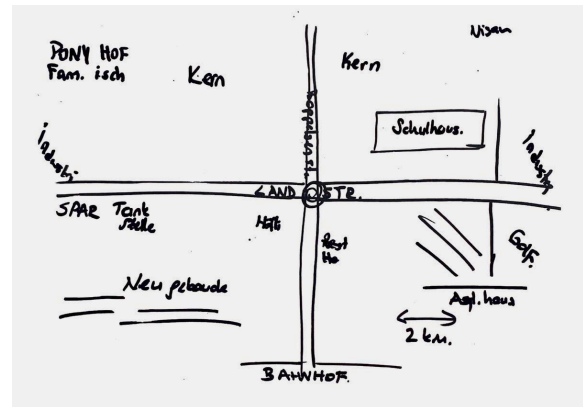 Nisan
PONY HOF
Fam. isch
Kern
Kern
Schulhaus.
Industr.
Industr.
LAND STR.
SPAR Tank
stelle
Golf.
Neu gebaude
Asyl.haus
2 km.
BAHNHOF.